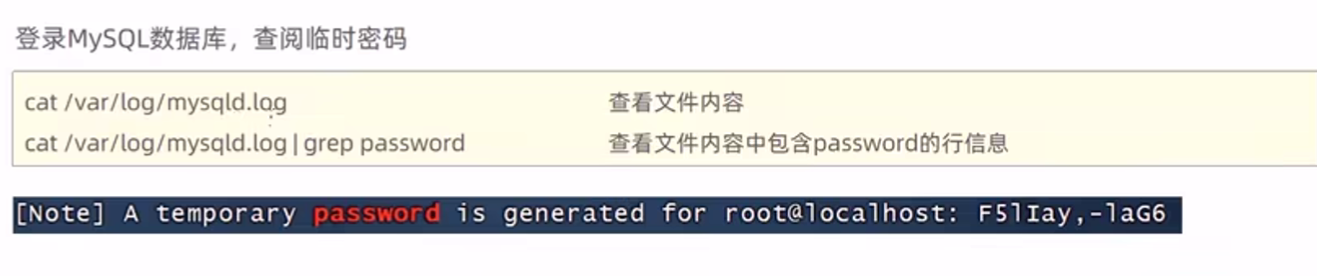 登录MySQL数据库，查阅临时密码
cat /var/log/mysqld.log 查看文件内容
cat /var/log/mysqld.log | grep password 查看文件内容中包含password的行信息
[Note] A temporary password is generated for root@localhost: F5lIay,-laG6